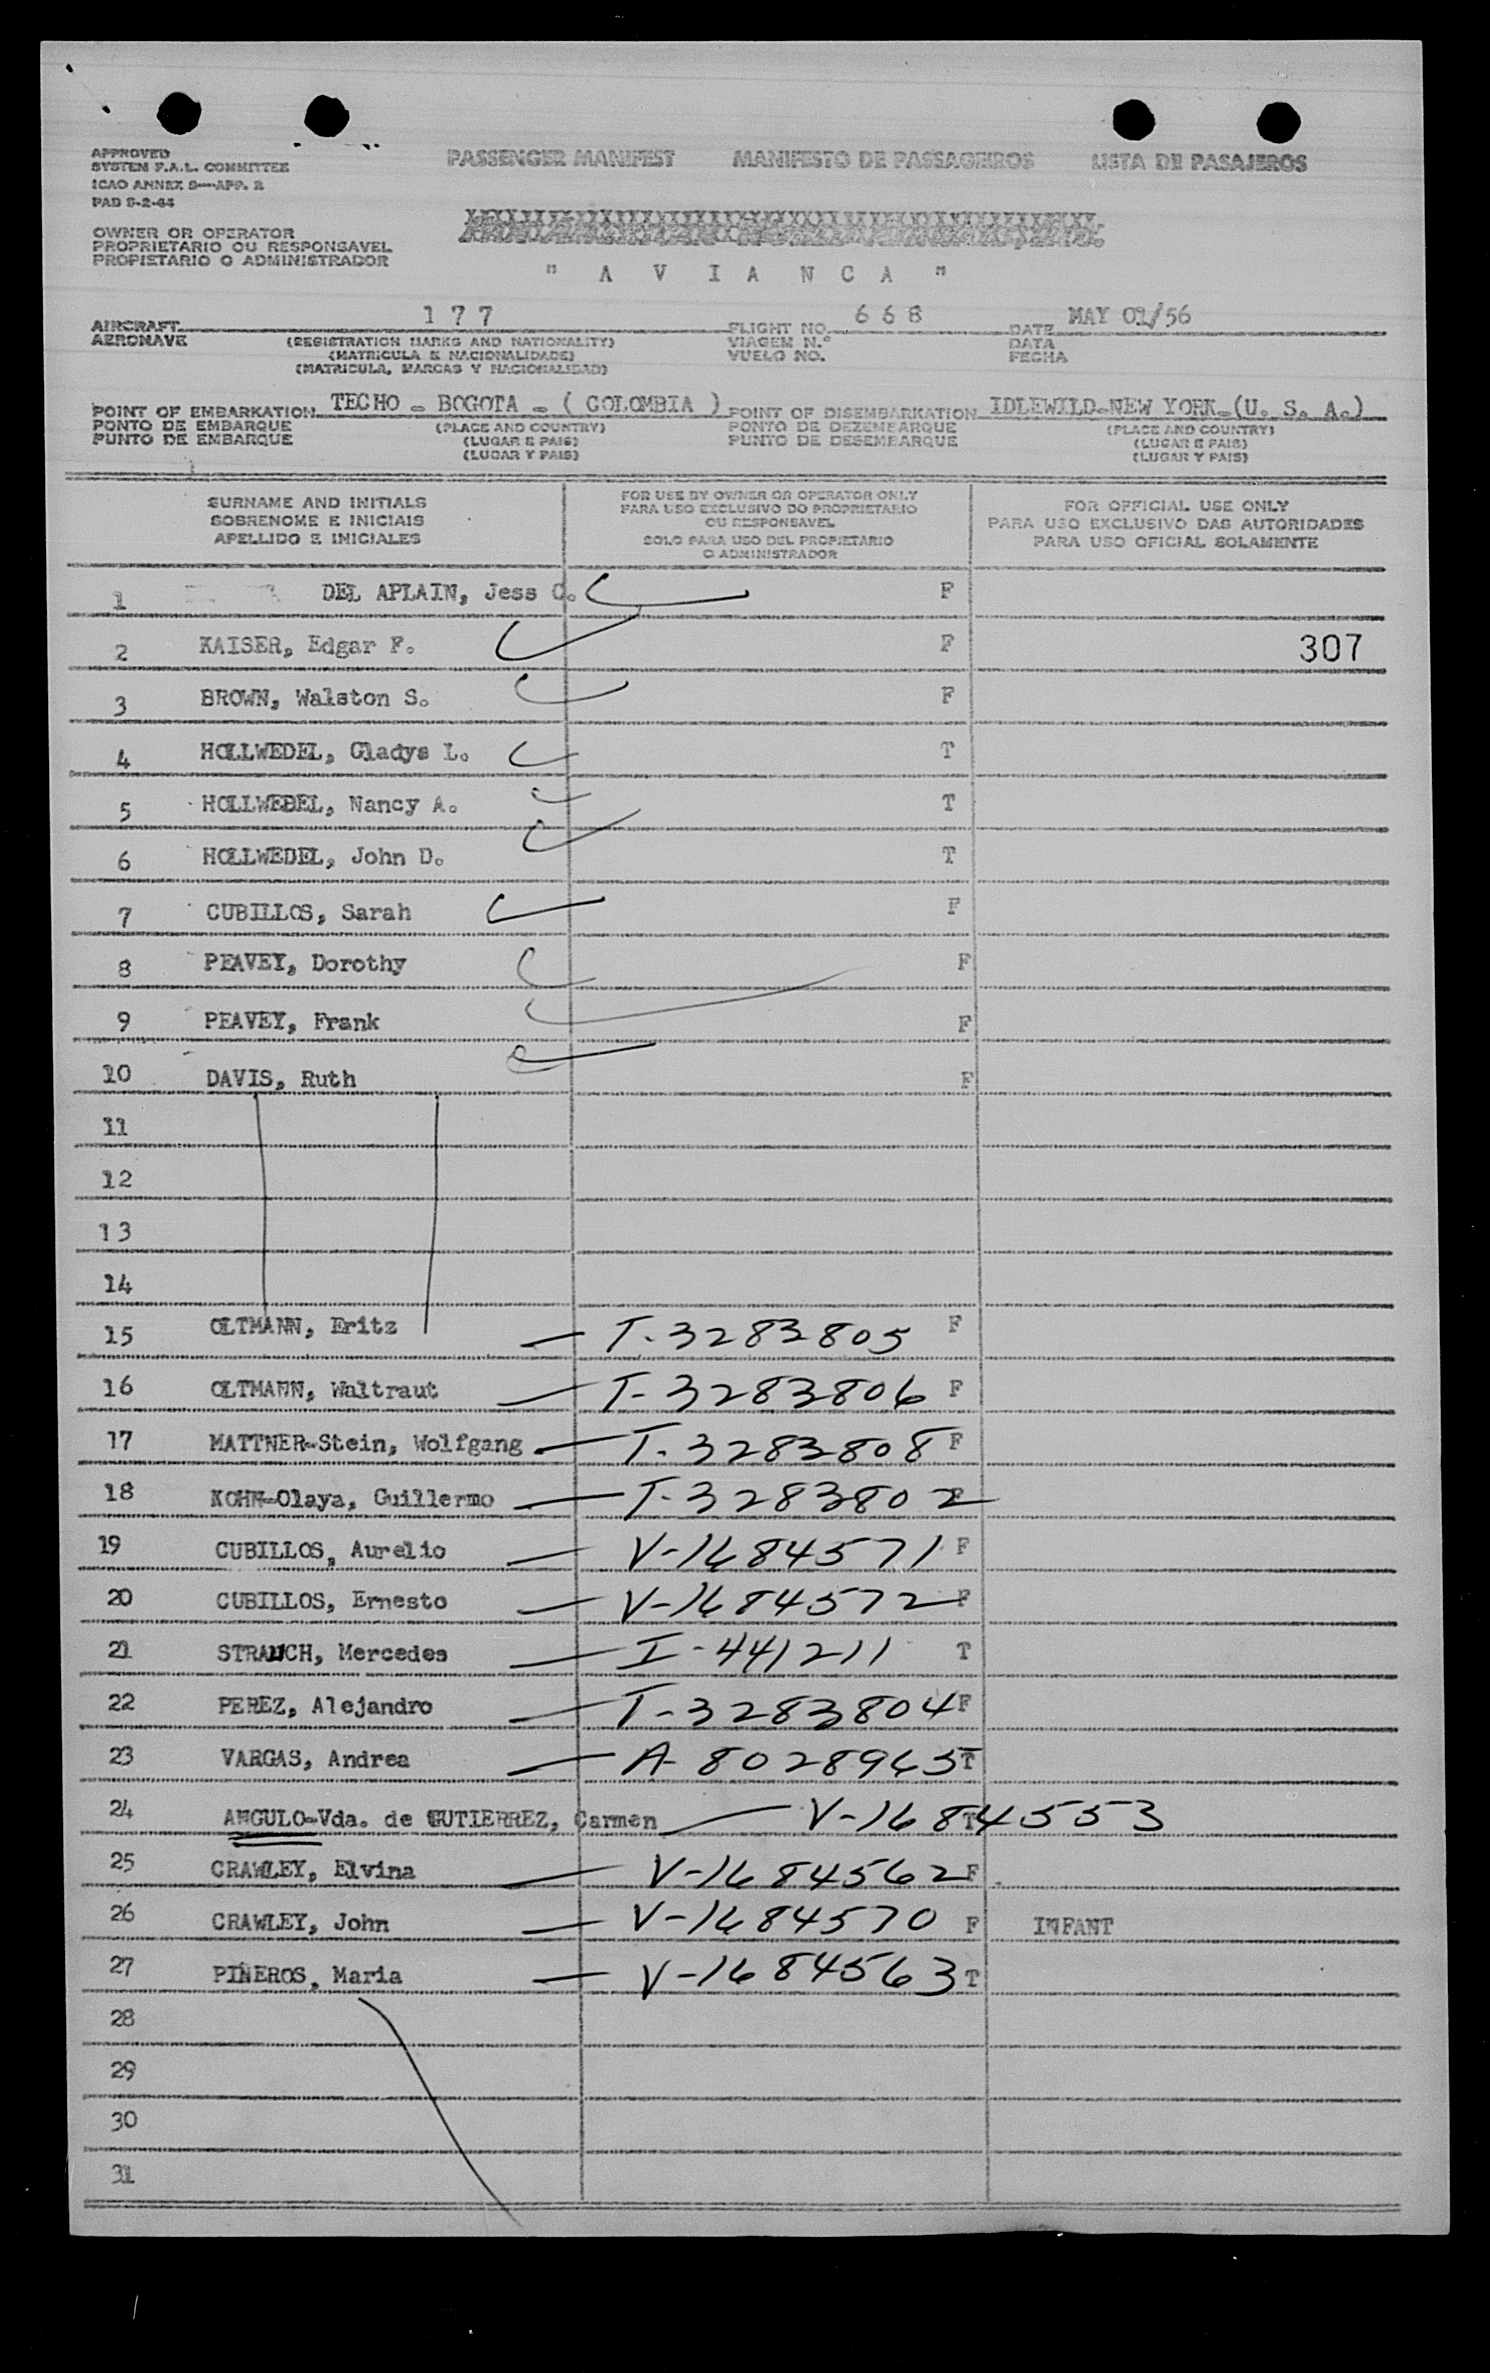 APPROVED
SYSTEM F.A.L. COMMITTEE
ICAO ANNEX 9—APP. 2
PAD 5-2-44
PASSENGER MANIFEST MANIFESTO DE PASSAGEIROS LISTA DE PASAJEROS
OWNER OR OPERATOR
PROPRIETARIO OU RESPONSAVEL
PROPIETARIO O ADMINISTRADOR
" A V I A N C A "
AIRCRAFT 177 FLIGHT NO. 668 DATE MAY 01/56
AERONAVE (REGISTRATION MARKS AND NATIONALITY) VIAGEM N.º DATA
(MATRICULA E NACIONALIDADE) VUELO NO. FECHA
(MATRICULA, MARCAS Y NACIONALIDAD)
POINT OF EMBARKATION TECHO - BOGOTA - ( COLOMBIA ) POINT OF DISEMBARKATION IDLEWILD-NEW YORK-(U. S. A.)
PONTO DE EMBARQUE (PLACE AND COUNTRY) PONTO DE DEZEMBARQUE (PLACE AND COUNTRY)
PUNTO DE EMBARQUE (LUGAR E PAIS) PUNTO DE DESEMBARQUE (LUGAR E PAIS)
(LUGAR Y PAIS) (LUGAR Y PAIS)
SURNAME AND INITIALS
SOBRENOME E INICIAIS
APELLIDO E INICIALES
FOR USE BY OWNER OR OPERATOR ONLY
PARA USO EXCLUSIVO DO PROPRIETARIO
OU RESPONSAVEL
SOLO PARA USO DEL PROPIETARIO
O ADMINISTRADOR
FOR OFFICIAL USE ONLY
PARA USO EXCLUSIVO DAS AUTORIDADES
PARA USO OFICIAL SOLAMENTE
1 DEL APLAIN, Jess C. F
2 KAISER, Edgar F. F 307
3 BROWN, Walston S. F
4 HOLLWEDEL, Gladys L. T
5 HOLLWEDEL, Nancy A. T
6 HOLLWEDEL, John D. T
7 CUBILLOS, Sarah F
8 PEAVEY, Dorothy F
9 PEAVEY, Frank F
10 DAVIS, Ruth F
11
12
13
14
15 OLTMANN, Fritz — T-3283805 F
16 OLTMANN, Waltraut — T-3283806 F
17 MATTNER-Stein, Wolfgang — T-3283808 F
18 KOHN-Olaya, Guillermo — T-3283802
19 CUBILLOS, Aurelio — V-1684571 F
20 CUBILLOS, Ernesto — V-1684572 F
21 STRAUCH, Mercedes — I-441211 T
22 PEREZ, Alejandro — T-3283804 F
23 VARGAS, Andrea — A-8028965 T
24 ANGULO-Vda. de GUTIERREZ, Carmen — V-1684553 T
25 CRAWLEY, Elvina — V-1684562 F
26 CRAWLEY, John — V-1684570 F INFANT
27 PIÑEROS, Maria — V-1684563 T
28
29
30
31